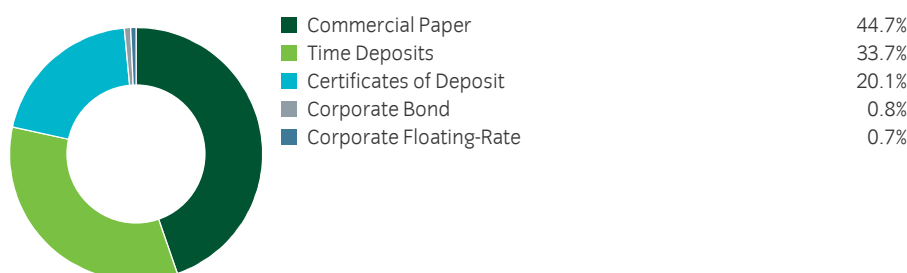 Commercial Paper 44.7%
Time Deposits 33.7%
Certificates of Deposit 20.1%
Corporate Bond 0.8%
Corporate Floating-Rate 0.7%